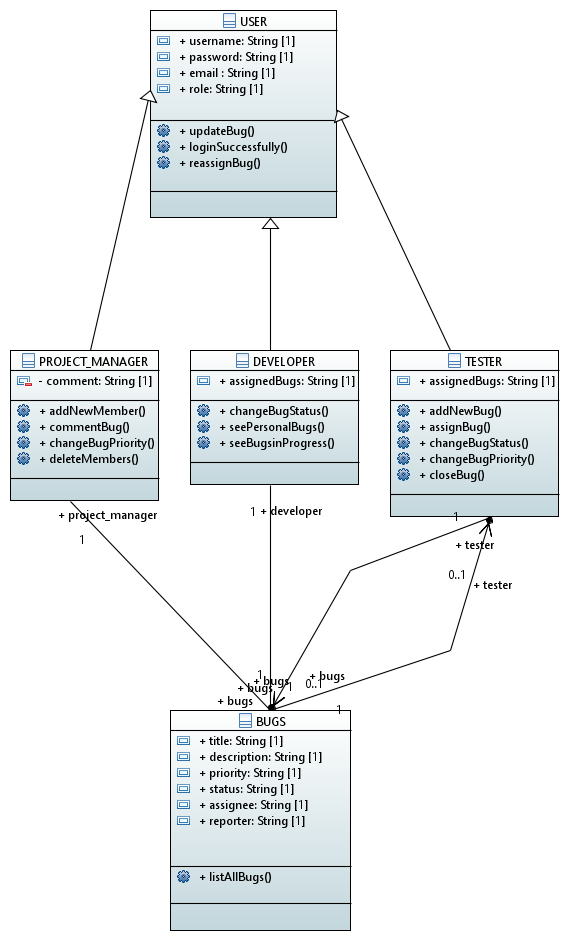 USER
+ username: String [1]
+ password: String [1]
+ email : String [1]
+ role: String [1]
+ updateBug()
+ loginSuccessfully()
+ reassignBug()
PROJECT_MANAGER
- comment: String [1]
+ addNewMember()
+ commentBug()
+ changeBugPriority()
+ deleteMembers()
DEVELOPER
+ assignedBugs: String [1]
+ changeBugStatus()
+ seePersonalBugs()
+ seeBugsinProgress()
TESTER
+ assignedBugs: String [1]
+ addNewBug()
+ assignBug()
+ changeBugStatus()
+ changeBugPriority()
+ closeBug()
+ project_manager
1
1
+ developer
1
+ tester
0..1
+ tester
1
+ bugs
+ bugs
1
0..1
+ bugs
+ bugs
1
BUGS
+ title: String [1]
+ description: String [1]
+ priority: String [1]
+ status: String [1]
+ assignee: String [1]
+ reporter: String [1]
+ listAllBugs()